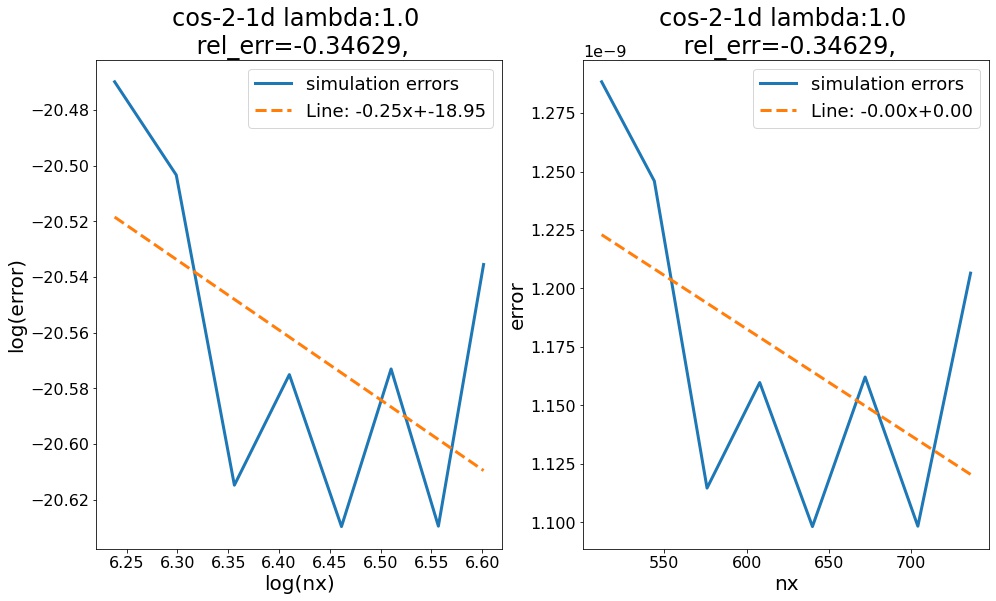 cos-2-1d lambda:1.0
rel_err=-0.34629,
simulation errors
Line: -0.25x+-18.95
−20.48
−20.50
−20.52
−20.54
−20.56
−20.58
−20.60
−20.62
log(error)
6.25 6.30 6.35 6.40 6.45 6.50 6.55 6.60
log(nx)
cos-2-1d lambda:1.0
rel_err=-0.34629,
1e−9
simulation errors
Line: -0.00x+0.00
1.275
1.250
1.225
1.200
1.175
1.150
1.125
1.100
error
550 600 650 700
nx